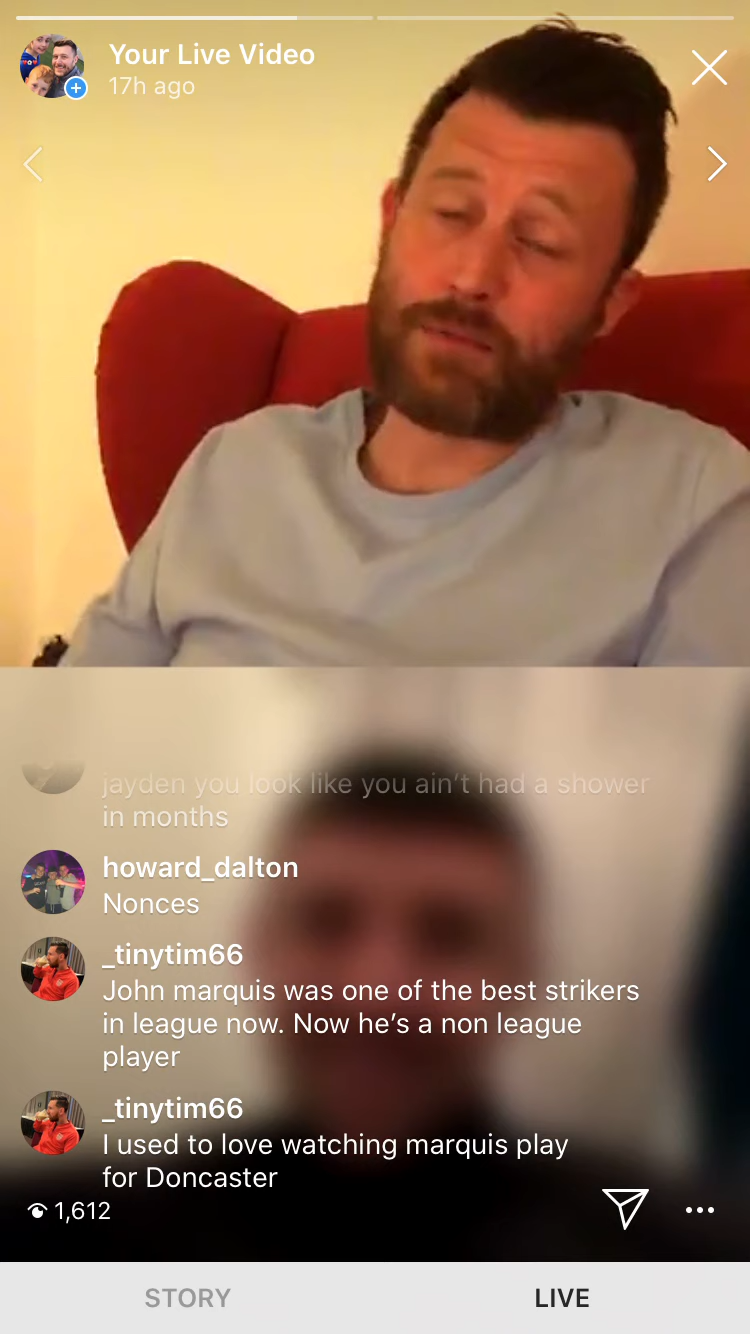 Your Live Video
17h ago
jayden you look like you ain't had a shower
in months
howard_dalton
Nonces
_tinytim66
John marquis was one of the best strikers
in league now. Now he's a non league
player
_tinytim66
I used to love watching marquis play
for Doncaster
1,612
STORY
LIVE